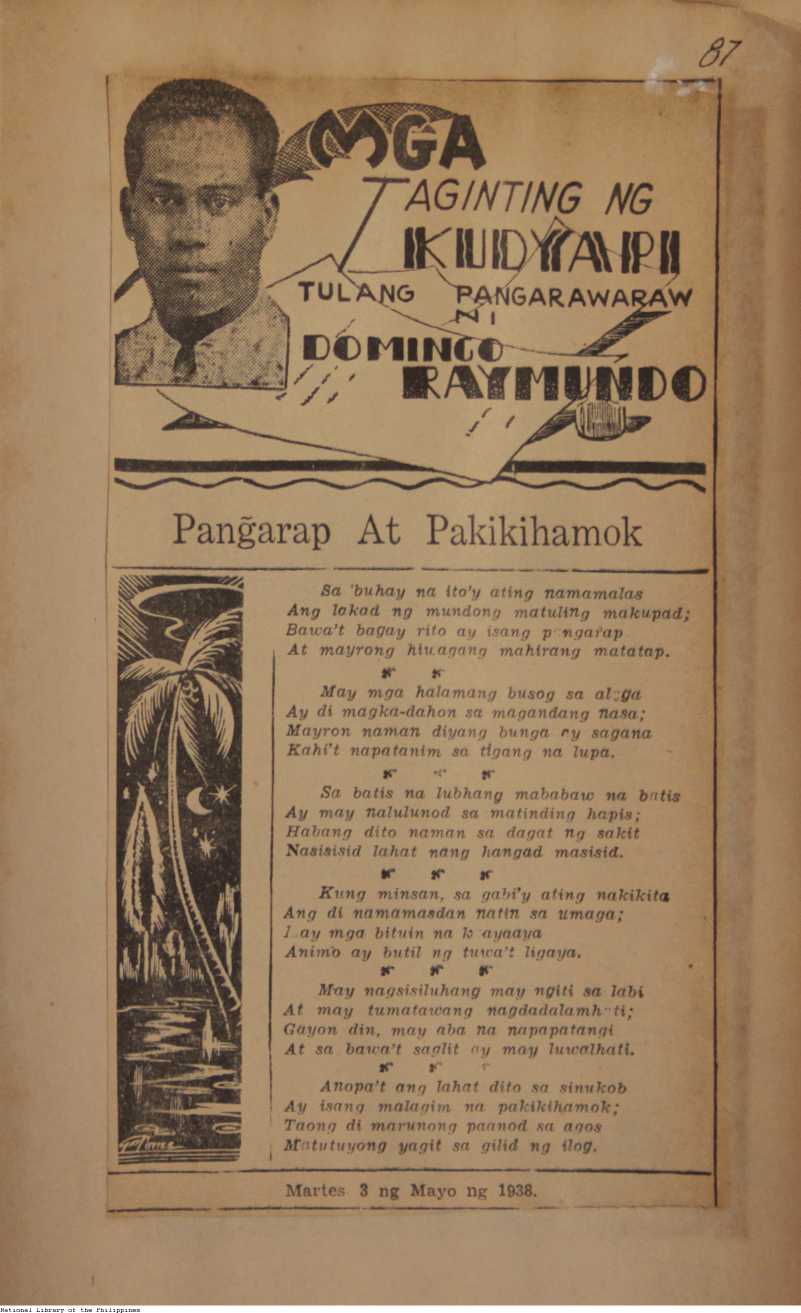 87
MGA
TAGINTING NG
KUDYAPI
TULANG PANGARAWARAW
NI
DOMINGO
RAYMUNDO
Pang̃arap At Pakikihamok
Sa buhay na ito'y ating namamalas
Ang lakad ng mundong matuling makupad;
Bawa't bagay rito ay isang pangarap
At mayrong hiwagang mahirang matatap.
May mga halamang busog sa alaga
Ay di magka-dahon sa magandang nasa;
Mayron naman diyang bunga ay sagana
Kahi't napatanim sa tigang na lupa.
Sa batis na lubhang mababaw na batis
Ay may nalulunod sa matinding hapis;
Habang dito naman sa dagat ng sakit
Nasisisid lahat nang hangad masisid.
Kung minsan, sa gabi'y ating nakikita
Ang di namamasdan natin sa umaga;
May mga bituin na kayaaya
Animo ay butil ng tuwa't ligaya.
May nagsisiluhang may ngiti sa labi
At may tumatawang nagdadalamhati;
Gayon din, may aba na napapatangi
At sa bawa't saglit ay may luwalhati.
Anopa't ang lahat dito sa sinukob
Ay isang malagim na pakikihamok;
Taong di marunong paanod sa agos
Matutuyong yagit sa gilid ng ilog.
Martes 3 ng Mayo ng 1938.
National Library of the Philippines